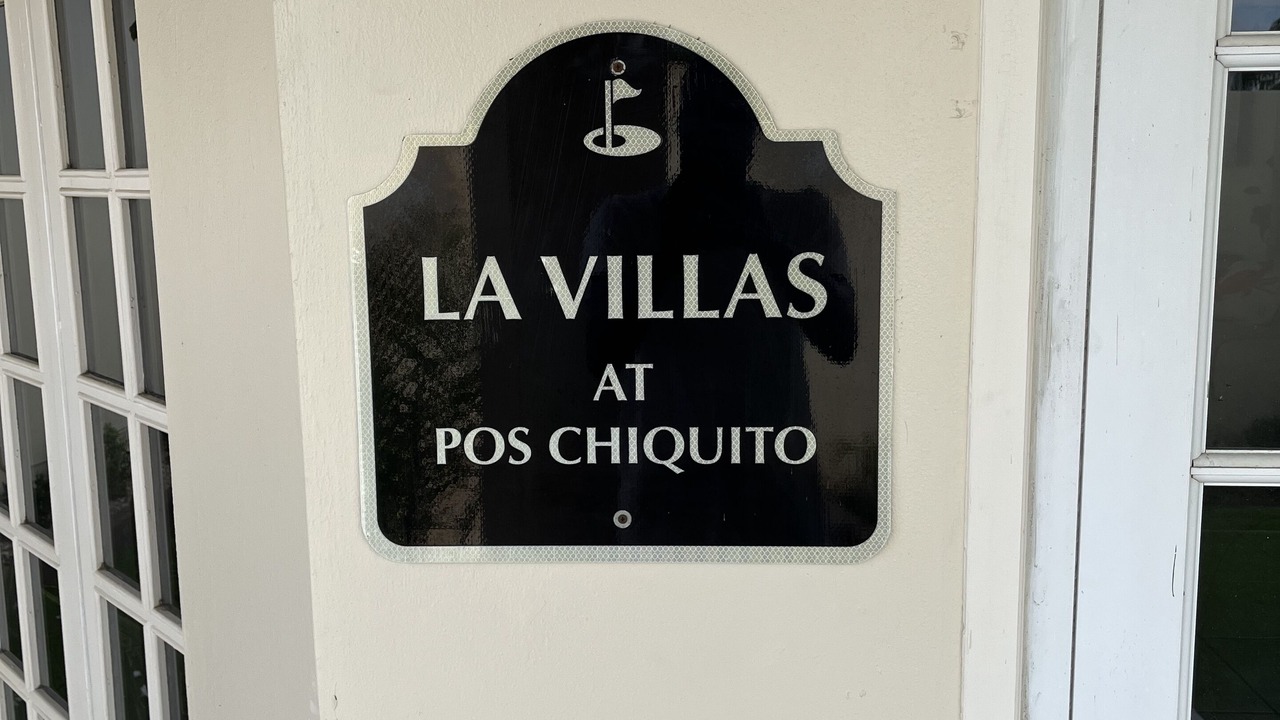 LA VILLAS
AT
POS CHIQUITO